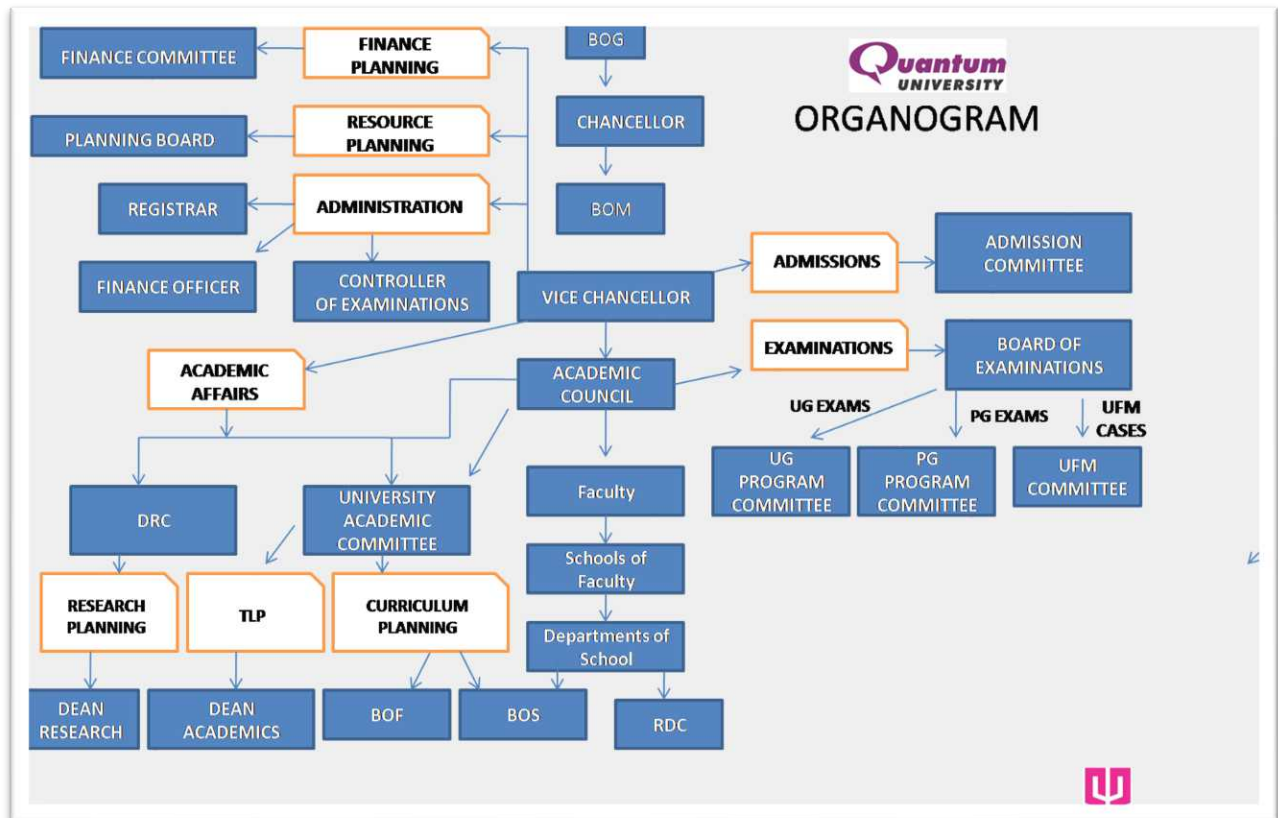 Quantum
UNIVERSITY
ORGANOGRAM
BOG
CHANCELLOR
BOM
FINANCE COMMITTEE
FINANCE
PLANNING
PLANNING BOARD
RESOURCE
PLANNING
REGISTRAR
ADMINISTRATION
FINANCE OFFICER
CONTROLLER
OF EXAMINATIONS
VICE CHANCELLOR
ADMISSIONS
ADMISSION
COMMITTEE
ACADEMIC
AFFAIRS
ACADEMIC
COUNCIL
EXAMINATIONS
BOARD OF
EXAMINATIONS
UG EXAMS
PG EXAMS
UFM
CASES
UG
PROGRAM
COMMITTEE
PG
PROGRAM
COMMITTEE
UFM
COMMITTEE
DRC
UNIVERSITY
ACADEMIC
COMMITTEE
Faculty
Schools of
Faculty
Departments of
School
RESEARCH
PLANNING
TLP
CURRICULUM
PLANNING
DEAN
RESEARCH
DEAN
ACADEMICS
BOF
BOS
RDC